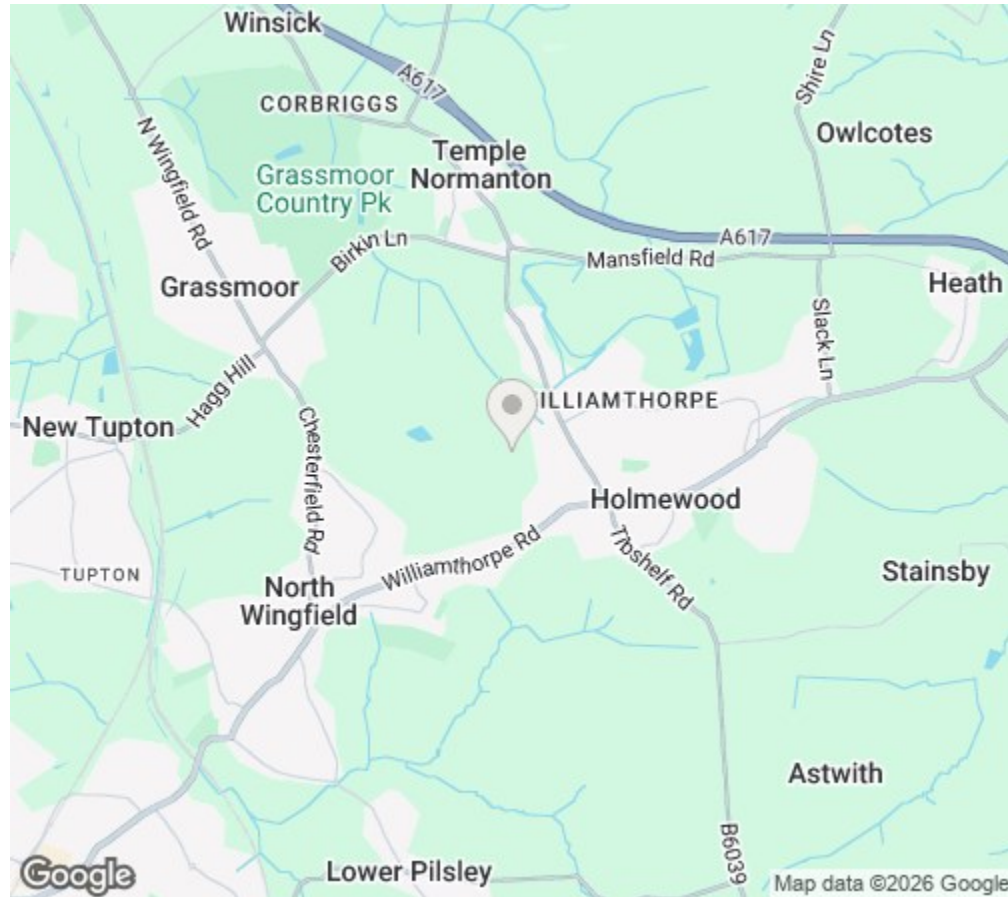 Winsick
A617
Shire Ln
CORBRIGGS
Owlcotes
N Wingfield Rd
Temple
Normanton
Grassmoor
Country Pk
Birkin Ln
A617
Mansfield Rd
Grassmoor
Heath
Slack Ln
Hagg Hill
ILLIAMTHORPE
New Tupton
Chesterfield Rd
Holmewood
Tibshelf Rd
Williamthorpe Rd
TUPTON
Stainsby
North
Wingfield
Astwith
B6039
Lower Pilsley
Google
Map data ©2026 Google